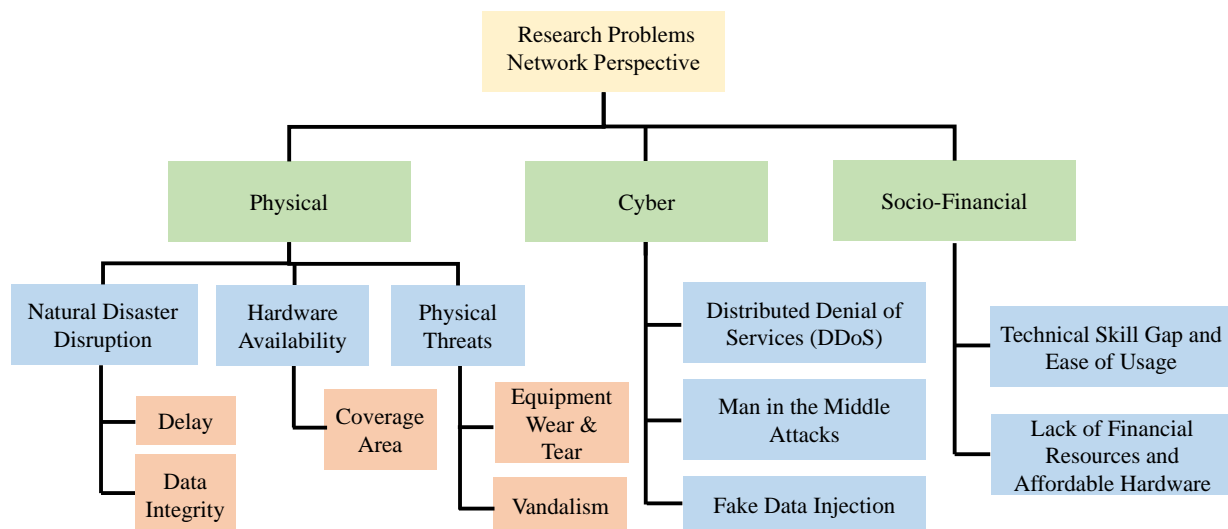 Research Problems
Network Perspective
Physical
Cyber
Socio-Financial
Natural Disaster
Disruption
Hardware
Availability
Physical
Threats
Distributed Denial of
Services (DDoS)
Technical Skill Gap and
Ease of Usage
Delay
Coverage
Area
Equipment
Wear &
Tear
Man in the Middle
Attacks
Lack of Financial
Resources and
Affordable Hardware
Data
Integrity
Vandalism
Fake Data Injection